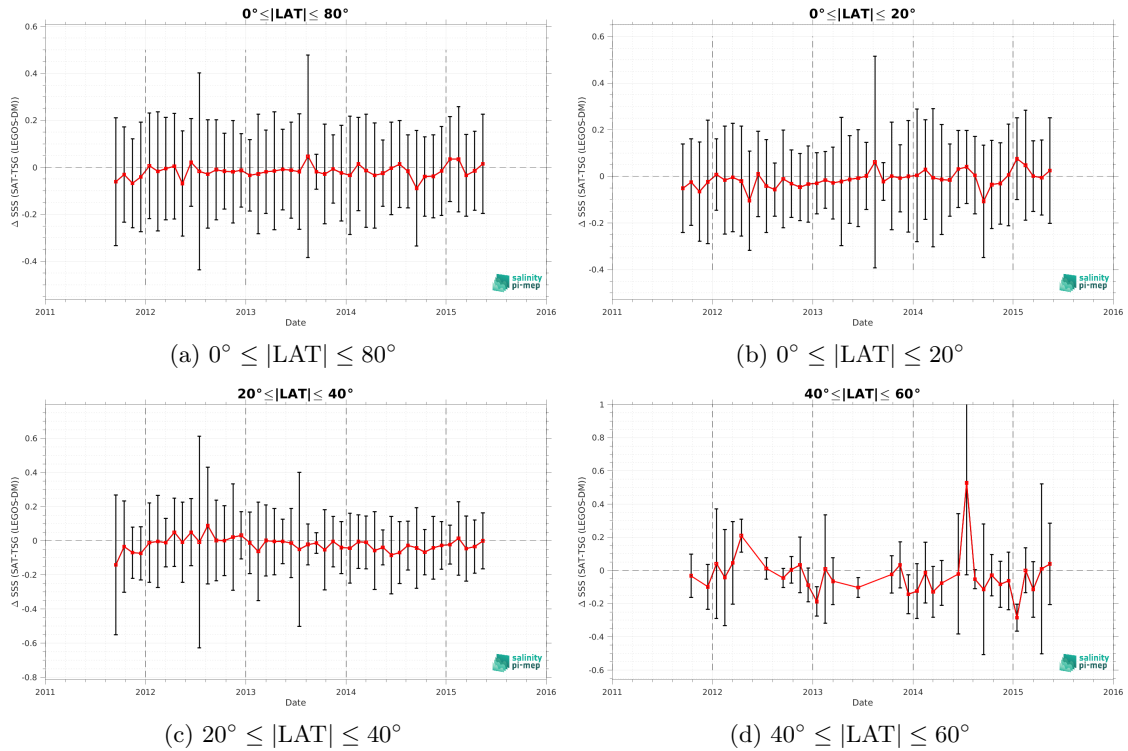 0°≤|LAT|≤ 80°
Δ SSS (SAT-TSG (LEGOS-DM))
0.6
0.4
0.2
0
-0.2
-0.4
2011 2012 2013 2014 2015 2016
Date
salinity
pi-mep
(a) 0° ≤ |LAT| ≤ 80°
0°≤|LAT|≤ 20°
Δ SSS (SAT-TSG (LEGOS-DM))
0.6
0.4
0.2
0
-0.2
-0.4
2011 2012 2013 2014 2015 2016
Date
salinity
pi-mep
(b) 0° ≤ |LAT| ≤ 20°
20°≤|LAT|≤ 40°
Δ SSS (SAT-TSG (LEGOS-DM))
0.6
0.4
0.2
0
-0.2
-0.4
-0.6
-0.8
2011 2012 2013 2014 2015 2016
Date
salinity
pi-mep
(c) 20° ≤ |LAT| ≤ 40°
40°≤|LAT|≤ 60°
Δ SSS (SAT-TSG (LEGOS-DM))
1
0.8
0.6
0.4
0.2
0
-0.2
-0.4
-0.6
2011 2012 2013 2014 2015 2016
Date
salinity
pi-mep
(d) 40° ≤ |LAT| ≤ 60°